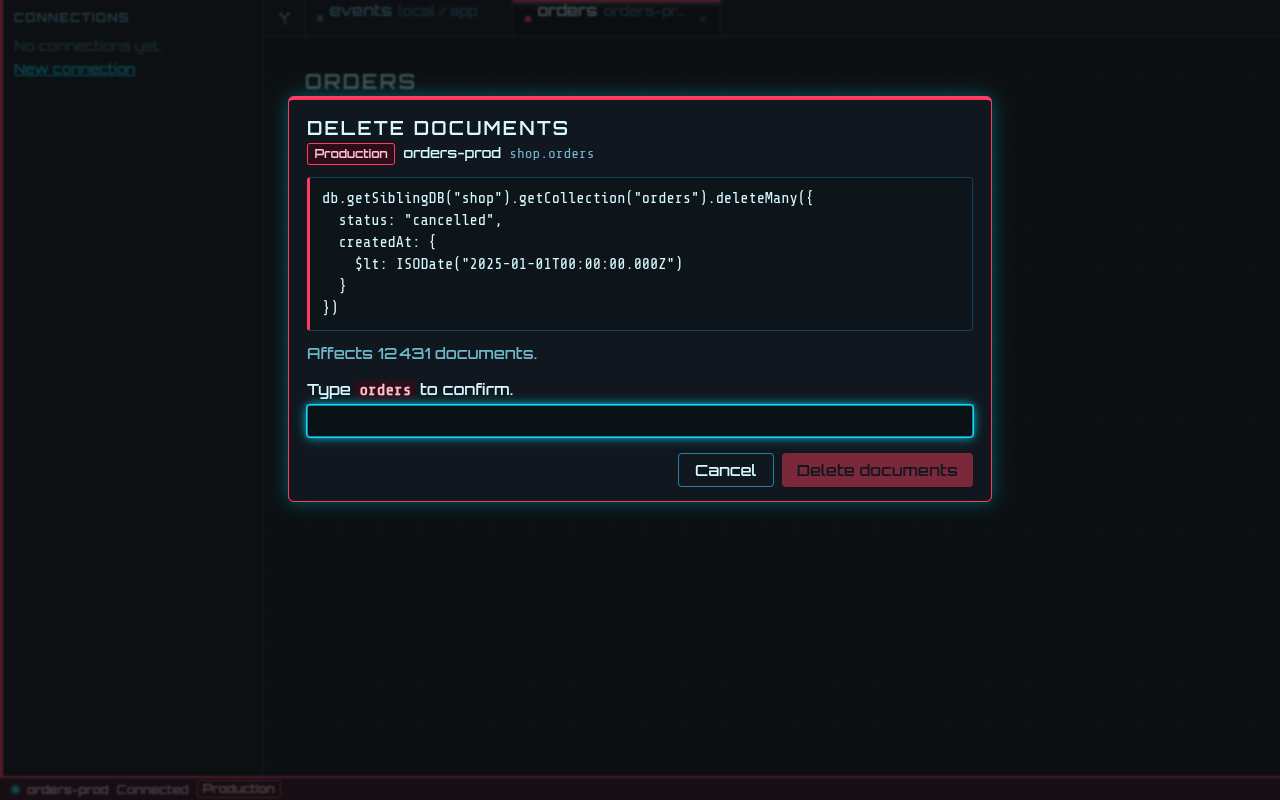 CONNECTIONS
No connections yet.
New connection
events local / app
orders orders-pr… ×
ORDERS
DELETE DOCUMENTS
Production orders-prod shop.orders
db.getSiblingDB("shop").getCollection("orders").deleteMany({
  status: "cancelled",
  createdAt: {
    $lt: ISODate("2025-01-01T00:00:00.000Z")
  }
})
Affects 12431 documents.
Type orders to confirm.
Cancel
Delete documents
orders-prod Connected Production